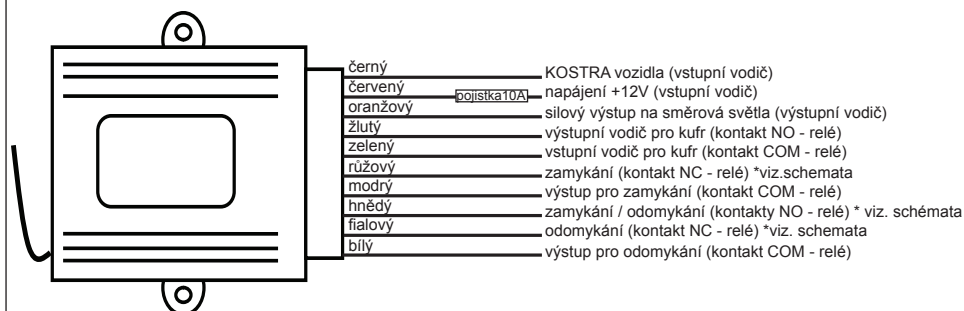 černý KOSTRA vozidla (vstupní vodič)
červený pojistka10A napájení +12V (vstupní vodič)
oranžový silový výstup na směrová světla (výstupní vodič)
žlutý výstupní vodič pro kufr (kontakt NO - relé)
zelený vstupní vodič pro kufr (kontakt COM - relé)
růžový zamykání (kontakt NC - relé) *viz.schemata
modrý výstup pro zamykání (kontakt COM - relé)
hnědý zamykání / odomykání (kontakty NO - relé) * viz. schémata
fialový odomykání (kontakt NC - relé) *viz. schemata
bílý výstup pro odomykání (kontakt COM - relé)